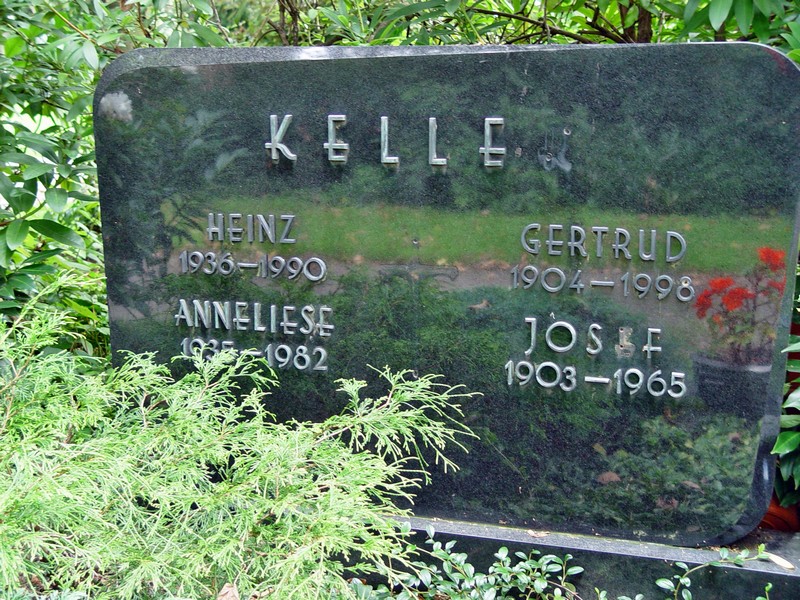 KELLE
HEINZ
1936–1990
ANNELIESE
1935–1982
GERTRUD
1904–1998
JOSEF
1903–1965